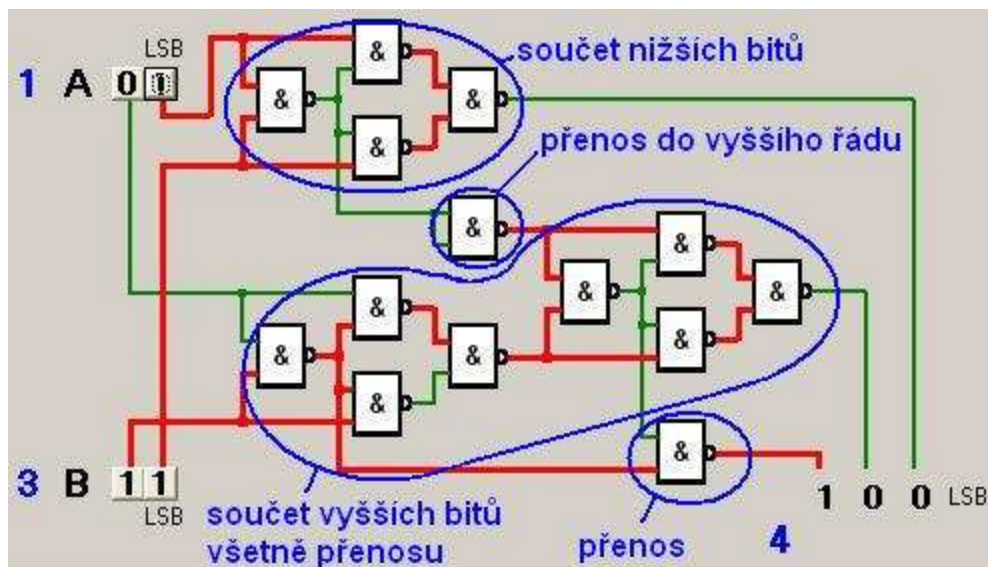 LSB
1 A 0 1
&
součet nižších bitů
&
&
&
přenos do vyššího řádu
&
&
&
&
&
&
&
&
&
&
&
3 B 1 1
LSB
součet vyšších bitů
všetně přenosu
přenos
1 0 0 LSB
4